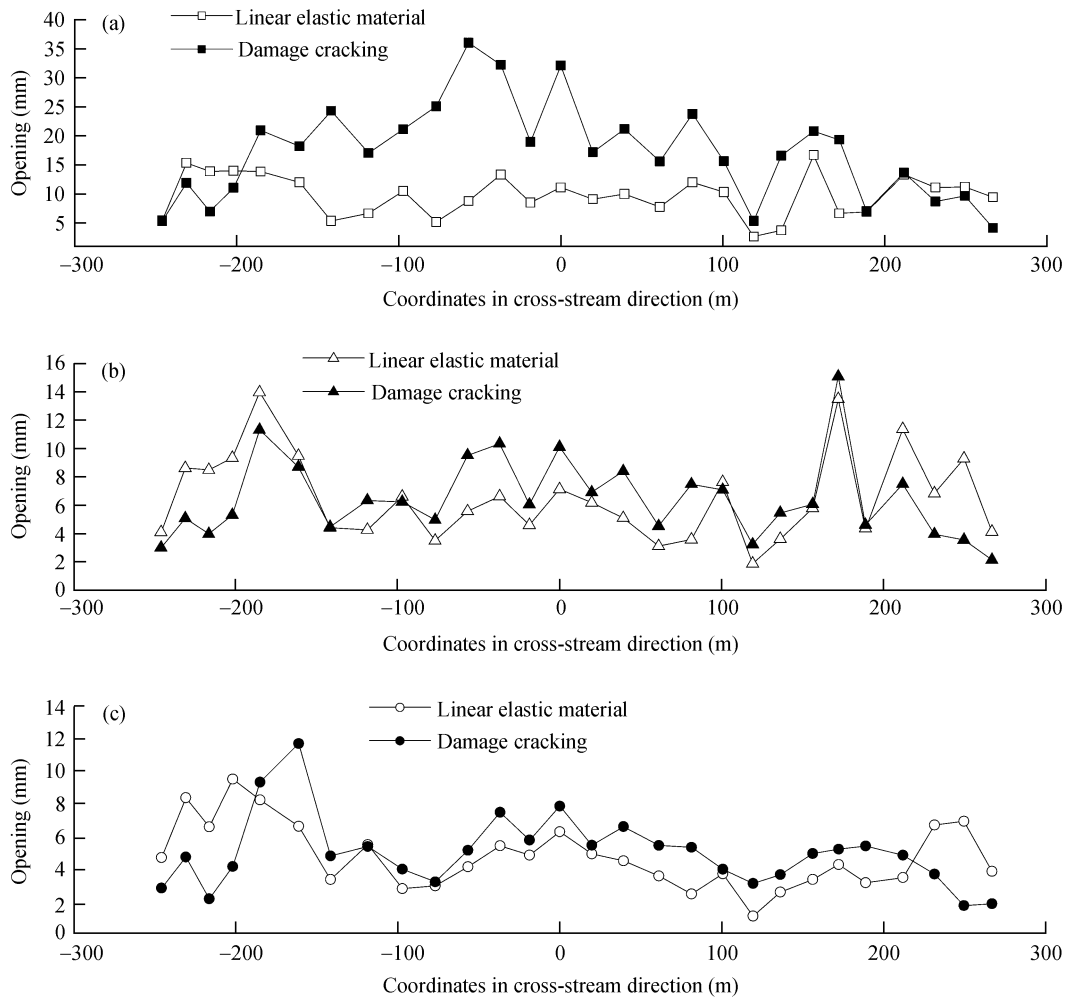 (a)
Linear elastic material
Damage cracking
Opening (mm)
40
35
30
25
20
15
10
5
−300 −200 −100 0 100 200 300
Coordinates in cross-stream direction (m)
(b)
Linear elastic material
Damage cracking
Opening (mm)
16
14
12
10
8
6
4
2
0
−300 −200 −100 0 100 200 300
Coordinates in cross-stream direction (m)
(c)
Linear elastic material
Damage cracking
Opening (mm)
14
12
10
8
6
4
2
0
−300 −200 −100 0 100 200 300
Coordinates in cross-stream direction (m)